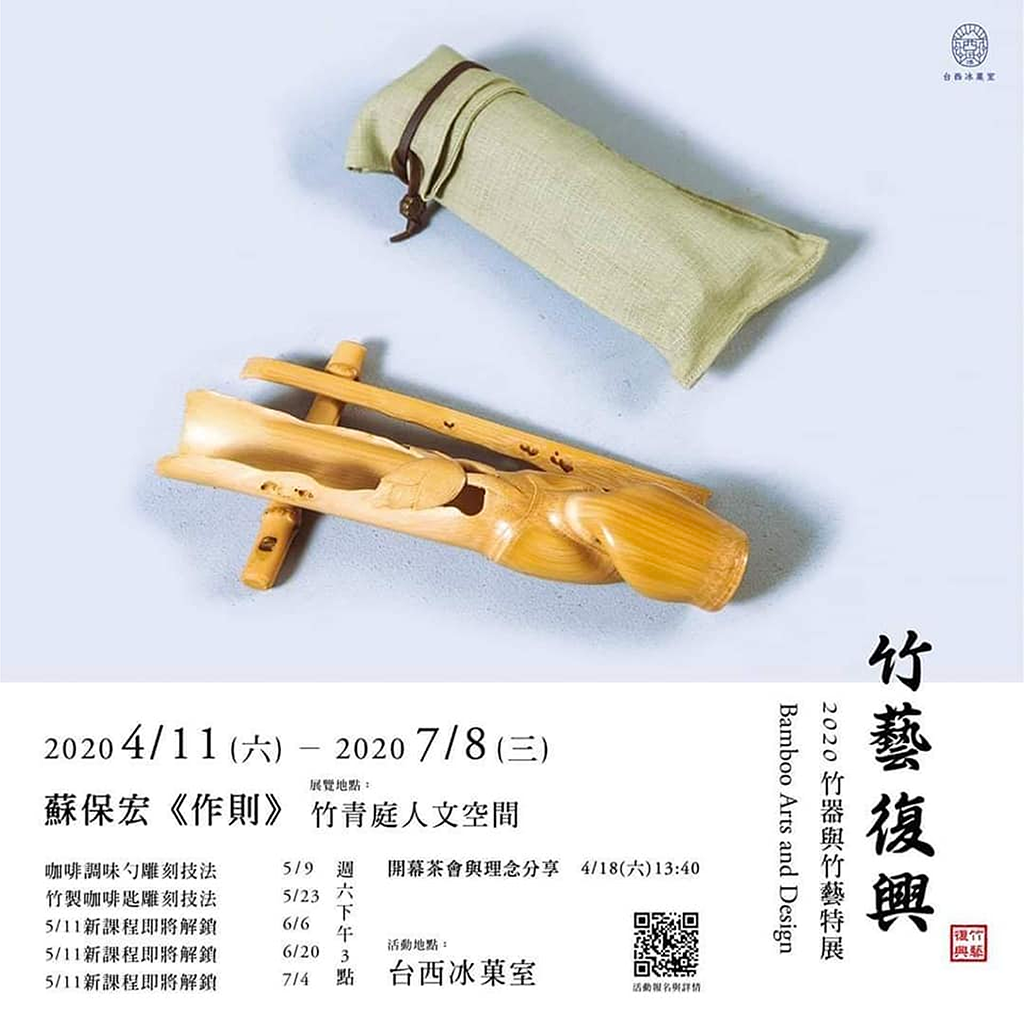 台西冰菓室
竹藝復興
2020竹器與竹藝特展
Bamboo Arts and Design
竹藝
復興
2020 4/11(六) — 2020 7/8(三)
蘇保宏《作則》
展覽地點：
竹青庭人文空間
咖啡調味勺雕刻技法 5/9
竹製咖啡匙雕刻技法 5/23
5/11新課程即將解鎖 6/6
5/11新課程即將解鎖 6/20
5/11新課程即將解鎖 7/4
週六下午3點
開幕茶會與理念分享 4/18(六)13:40
活動地點：
台西冰菓室
活動報名與詳情